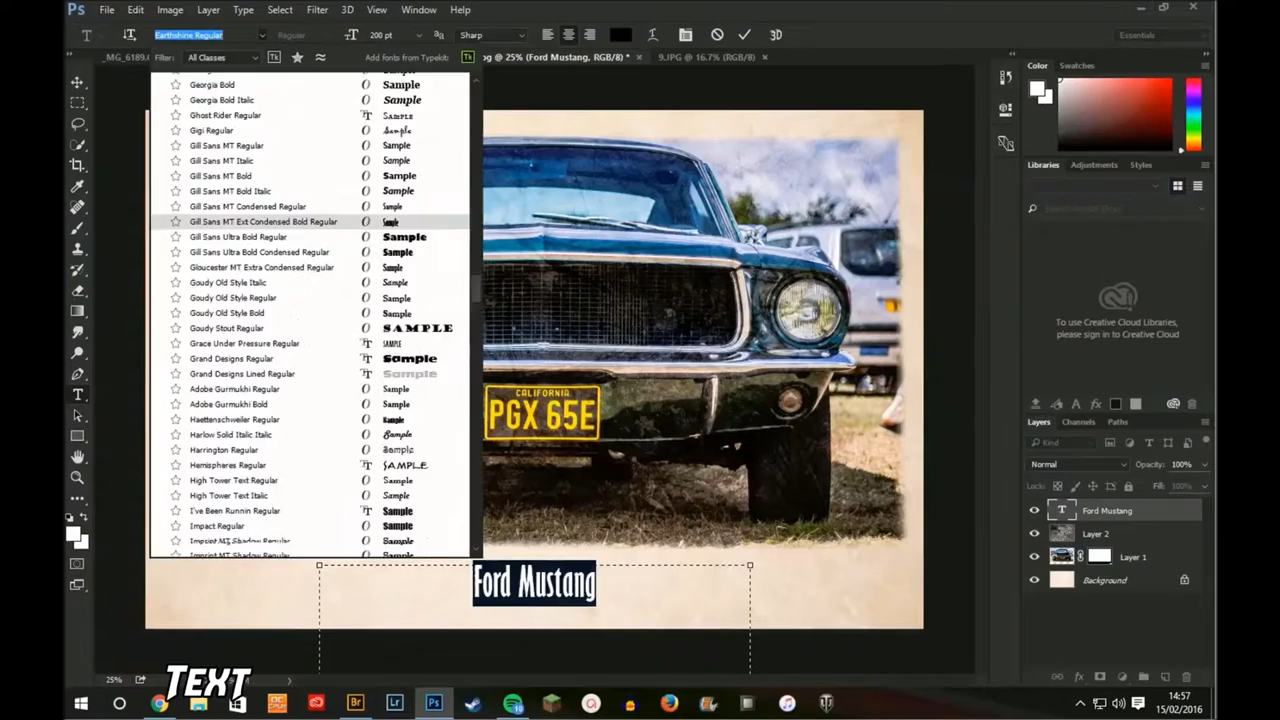 Ps File Edit Image Layer Type Select Filter 3D View Window Help
Earthshine Regular Regular 200 pt Sharp 3D Essentials
Filter: All Classes Add fonts from Typekit:
_MG_6189. pg @ 25% (Ford Mustang, RGB/8) * × 9.JPG @ 16.7% (RGB/8) ×
Georgia Bold Sample
Georgia Bold Italic Sample
Ghost Rider Regular Sample
Gigi Regular Sample
Gill Sans MT Regular Sample
Gill Sans MT Italic Sample
Gill Sans MT Bold Sample
Gill Sans MT Bold Italic Sample
Gill Sans MT Condensed Regular Sample
Gill Sans MT Ext Condensed Bold Regular Sample
Gill Sans Ultra Bold Regular Sample
Gill Sans Ultra Bold Condensed Regular Sample
Gloucester MT Extra Condensed Regular Sample
Goudy Old Style Italic Sample
Goudy Old Style Regular Sample
Goudy Old Style Bold Sample
Goudy Stout Regular SAMPLE
Grace Under Pressure Regular SAMPLE
Grand Designs Regular Sample
Grand Designs Lined Regular Sample
Adobe Gurmukhi Regular Sample
Adobe Gurmukhi Bold Sample
Haettenschweiler Regular Sample
Harlow Solid Italic Italic Sample
Harrington Regular Sample
Hemispheres Regular SAMPLE
High Tower Text Regular Sample
High Tower Text Italic Sample
I've Been Runnin Regular Sample
Impact Regular Sample
Imprint MT Shadow Regular Sample
Imprint MT Shadow Regular Sample
CALIFORNIA
PGX 65E
Ford Mustang
Color Swatches
Libraries Adjustments Styles
To use Creative Cloud Libraries,
please sign in to Creative Cloud
Layers Channels Paths
Kind
Normal Opacity: 100%
Locks: Fill: 100%
T Ford Mustang
Layer 2
Layer 1
Background
25%
TEXT
Br Lr Ps
14:57
15/02/2016